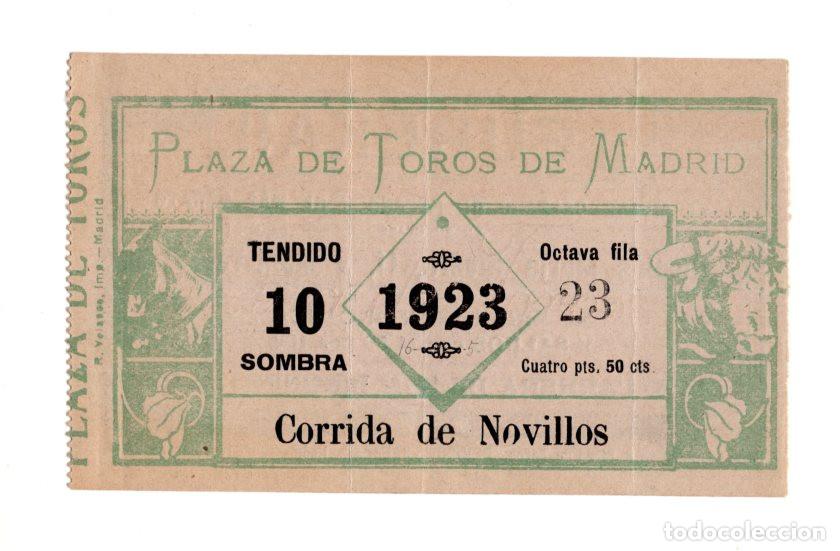 PLAZA DE TOROS
R. Velasco, Imp.—Madrid
PLAZA DE TOROS DE MADRID
TENDIDO
10
SOMBRA
1923
16- -5-
Octava fila
23
Cuatro pts. 50 cts
Corrida de Novillos
todocoleccion